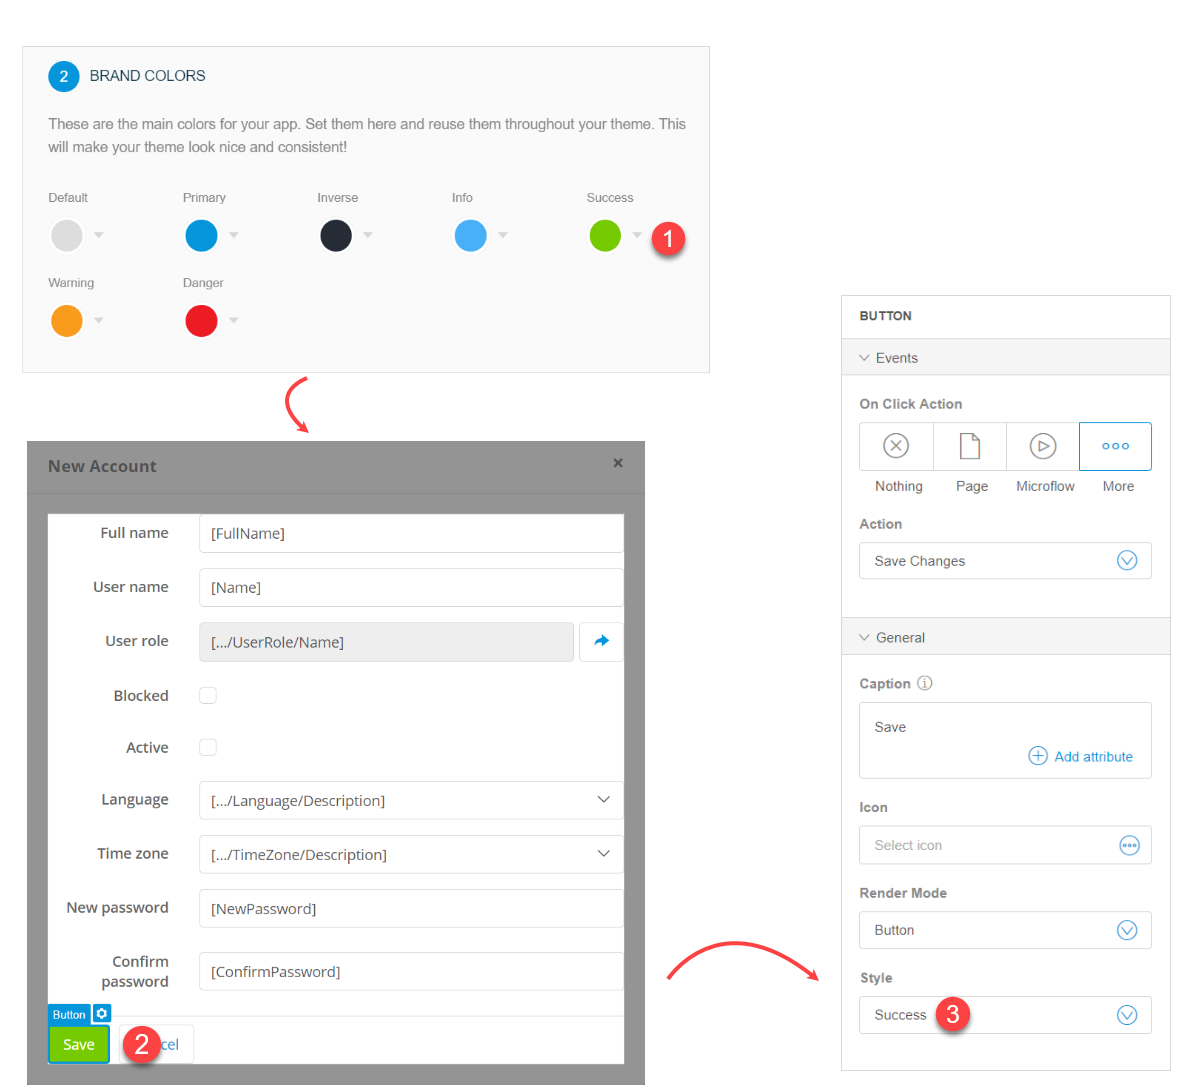 2 BRAND COLORS
These are the main colors for your app. Set them here and reuse them throughout your theme. This
will make your theme look nice and consistent!
Default Primary Inverse Info Success
1
Warning Danger
New Account ×
Full name [FullName]
User name [Name]
User role [.../UserRole/Name]
Blocked
Active
Language [.../Language/Description]
Time zone [.../TimeZone/Description]
New password [NewPassword]
Confirm
password [ConfirmPassword]
Button
Save 2 cel
BUTTON
Events
On Click Action
Nothing Page Microflow More
Action
Save Changes
General
Caption
Save
Add attribute
Icon
Select icon
Render Mode
Button
Style
Success 3